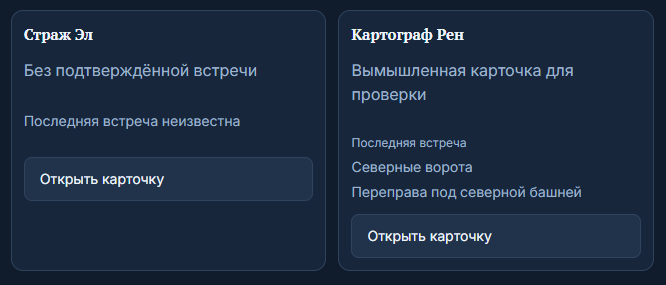 Страж Эл
Без подтверждённой встречи
Последняя встреча неизвестна
Открыть карточку
Картограф Рен
Вымышленная карточка для
проверки
Последняя встреча
Северные ворота
Переправа под северной башней
Открыть карточку